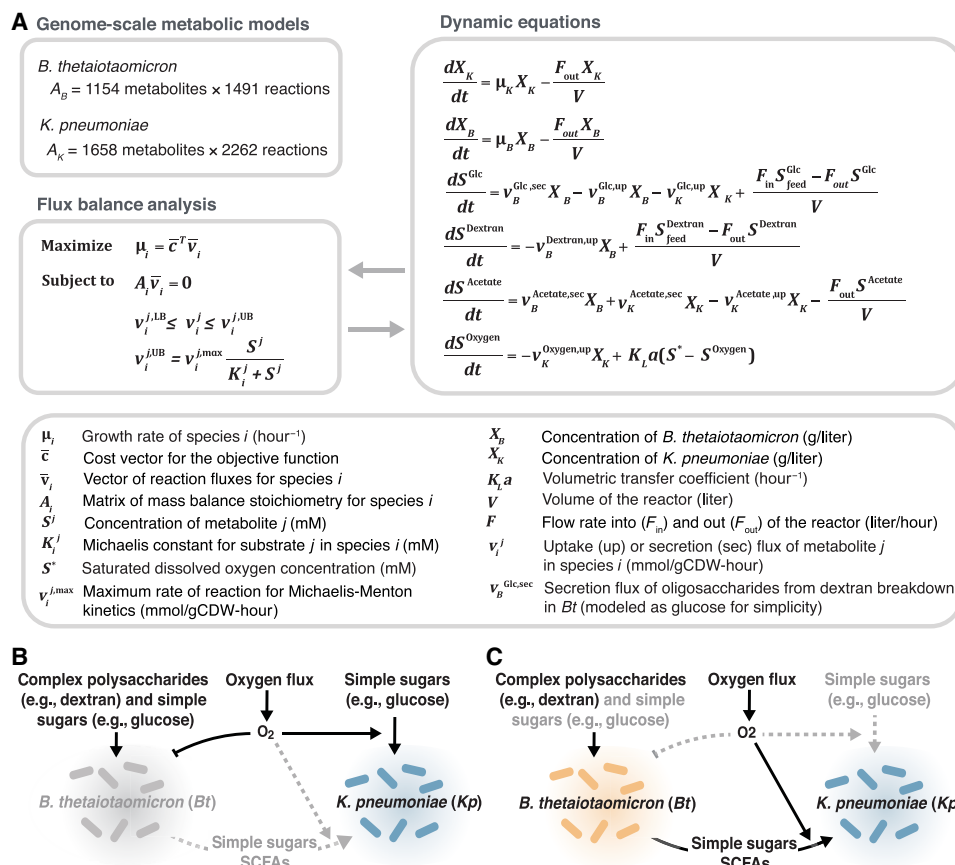 A
Genome-scale metabolic models
B. thetaiotaomicron
A_B = 1154 metabolites × 1491 reactions
K. pneumoniae
A_K = 1658 metabolites × 2262 reactions
Flux balance analysis
Maximize μ_i = c̅^T v̅_i
Subject to A_i v̅_i = 0
v_i^{j,LB} ≤ v_i^j ≤ v_i^{j,UB}
v_i^{j,UB} = v_i^{j,max} S^j / (K_i^j + S^j)
Dynamic equations
dX_K/dt = μ_K X_K − F_out X_K / V
dX_B/dt = μ_B X_B − F_out X_B / V
dS^Glc/dt = v_B^{Glc,sec} X_B − v_B^{Glc,up} X_B − v_K^{Glc,up} X_K + (F_in S_feed^Glc − F_out S^Glc) / V
dS^Dextran/dt = −v_B^{Dextran,up} X_B + (F_in S_feed^Dextran − F_out S^Dextran) / V
dS^Acetate/dt = v_B^{Acetate,sec} X_B + v_K^{Acetate,sec} X_K − v_K^{Acetate,up} X_K − F_out S^Acetate / V
dS^Oxygen/dt = −v_K^{Oxygen,up} X_K + K_L a(S* − S^Oxygen)
μ_i Growth rate of species i (hour⁻¹)
c̅ Cost vector for the objective function
v̅_i Vector of reaction fluxes for species i
A_i Matrix of mass balance stoichiometry for species i
S^j Concentration of metabolite j (mM)
K_i^j Michaelis constant for substrate j in species i (mM)
S* Saturated dissolved oxygen concentration (mM)
v_i^{j,max} Maximum rate of reaction for Michaelis-Menton
kinetics (mmol/gCDW-hour)
X_B Concentration of B. thetaiotaomicron (g/liter)
X_K Concentration of K. pneumoniae (g/liter)
K_L a Volumetric transfer coefficient (hour⁻¹)
V Volume of the reactor (liter)
F Flow rate into (F_in) and out (F_out) of the reactor (liter/hour)
v_i^j Uptake (up) or secretion (sec) flux of metabolite j
in species i (mmol/gCDW-hour)
v_B^{Glc,sec} Secretion flux of oligosaccharides from dextran breakdown
in Bt (modeled as glucose for simplicity)
B
Complex polysaccharides
(e.g., dextran) and simple
sugars (e.g., glucose)
Oxygen flux
Simple sugars
(e.g., glucose)
O₂
B. thetaiotaomicron (Bt)
K. pneumoniae (Kp)
Simple sugars
SCFAs
C
Complex polysaccharides
(e.g., dextran) and simple
sugars (e.g., glucose)
Oxygen flux
Simple sugars
(e.g., glucose)
O₂
B. thetaiotaomicron (Bt)
K. pneumoniae (Kp
Simple sugars
SCFAs